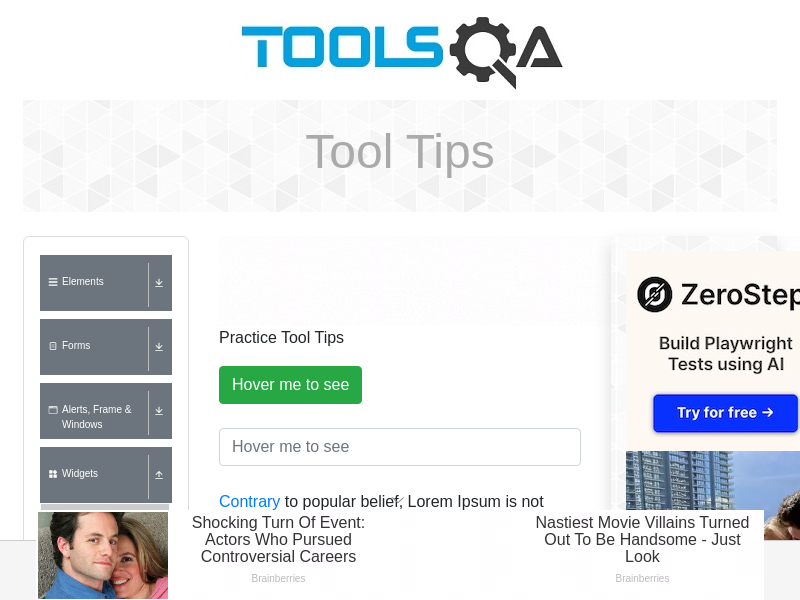 TOOLSQA
Tool Tips
Elements
Forms
Alerts, Frame &
Windows
Widgets
Practice Tool Tips
Hover me to see
Hover me to see
Contrary to popular belief, Lorem Ipsum is not
ZeroStep
Build Playwright
Tests using AI
Try for free →
Shocking Turn Of Event:
Actors Who Pursued
Controversial Careers
Brainberries
Nastiest Movie Villains Turned
Out To Be Handsome - Just
Look
Brainberries